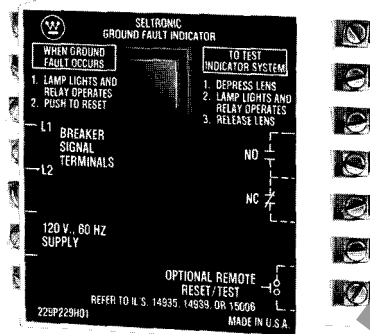 SELTRONIC
GROUND FAULT INDICATOR
WHEN GROUND
FAULT OCCURS
1. LAMP LIGHTS AND
RELAY OPERATES
2. PUSH TO RESET
TO TEST
INDICATOR SYSTEM
1. DEPRESS LENS
2. LAMP LIGHTS AND
RELAY OPERATES
3. RELEASE LENS
L1
BREAKER
SIGNAL
TERMINALS
L2
NO
NC
120 V., 60 HZ
SUPPLY
OPTIONAL REMOTE
RESET/TEST
REFER TO IL'S. 14935, 14939, OR 15006
229P229H01
MADE IN U.S.A.